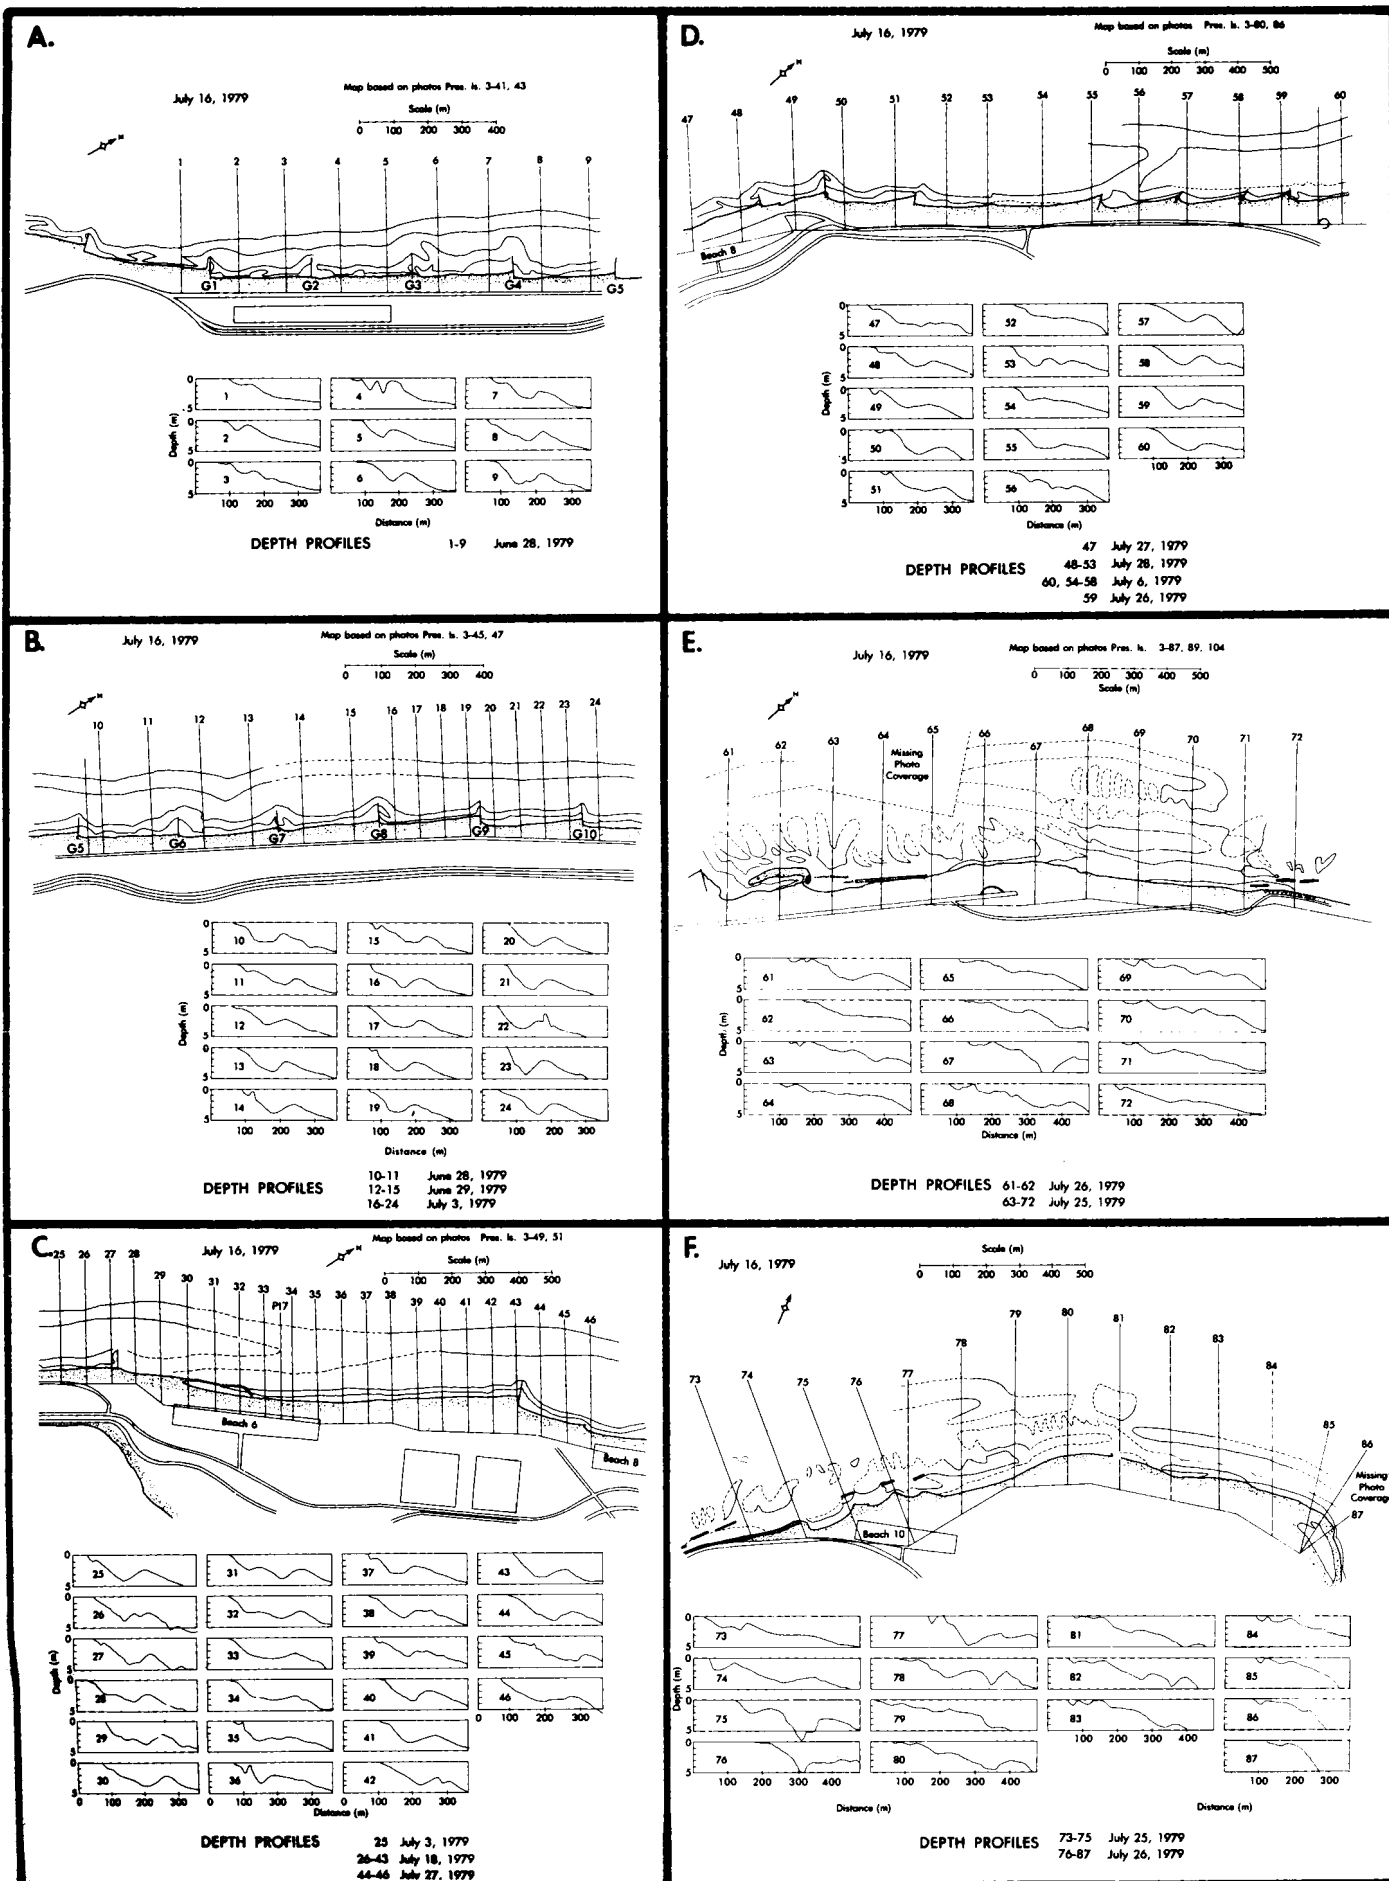 A.
July 16, 1979
Map based on photos Pres. Is. 3-41, 43
Scale (m)
0 100 200 300 400
N
1 2 3 4 5 6 7 8 9
G1 G2 G3 G4 G5
0 1 4 7
5
2 5 8
3 6 9
Depth (m)
100 200 300 100 200 300 100 200 300
Distance (m)
DEPTH PROFILES 1-9 June 28, 1979
B.
July 16, 1979
Map based on photos Pres. Is. 3-45, 47
Scale (m)
0 100 200 300 400
N
10 11 12 13 14 15 16 17 18 19 20 21 22 23 24
G5 G6 G7 G8 G9 G10
10 15 20
11 16 21
12 17 22
13 18 23
14 19 24
Depth (m)
100 200 300 100 200 300 100 200 300
Distance (m)
DEPTH PROFILES
10-11 June 28, 1979
12-15 June 29, 1979
16-24 July 3, 1979
C.
July 16, 1979
Map based on photos Pres. Is. 3-49, 51
Scale (m)
0 100 200 300 400 500
N
25 26 27 28 29 30 31 32 33 P17 34 35 36 37 38 39 40 41 42 43 44 45 46
Beach 6
Beach 8
25 31 37 43
26 32 38 44
27 33 39 45
28 34 40 46
29 35 41
30 36 42
Depth (m)
0 100 200 300 0 100 200 300 0 100 200 300 0 100 200 300
Distance (m)
DEPTH PROFILES
25 July 3, 1979
26-43 July 18, 1979
44-46 July 27, 1979
D.
July 16, 1979
Map based on photos Pres. Is. 3-80, 86
Scale (m)
0 100 200 300 400 500
N
47 48 49 50 51 52 53 54 55 56 57 58 59 60
Beach 8
47 52 57
48 53 58
49 54 59
50 55 60
51 56
Depth (m)
100 200 300 100 200 300 100 200 300
Distance (m)
DEPTH PROFILES
47 July 27, 1979
48-53 July 28, 1979
60, 54-58 July 6, 1979
59 July 26, 1979
E.
July 16, 1979
Map based on photos Pres. Is. 3-87, 89, 104
0 100 200 300 400 500
Scale (m)
N
61 62 63 64 65 66 67 68 69 70 71 72
Missing
Photo
Coverage
61 65 69
62 66 70
63 67 71
64 68 72
Depth (m)
100 200 300 400 100 200 300 400 100 200 300 400
Distance (m)
DEPTH PROFILES
61-62 July 26, 1979
63-72 July 25, 1979
F.
July 16, 1979
Scale (m)
0 100 200 300 400 500
73 74 75 76 77 78 79 80 81 82 83 84 85 86 87
Missing
Photo
Coverage
Beach 10
73 77 81 84
74 78 82 85
75 79 83 86
76 80 87
Depth (m)
100 200 300 400 100 200 300 400 100 200 300 400 100 200 300
Distance (m) Distance (m)
DEPTH PROFILES
73-75 July 25, 1979
76-87 July 26, 1979